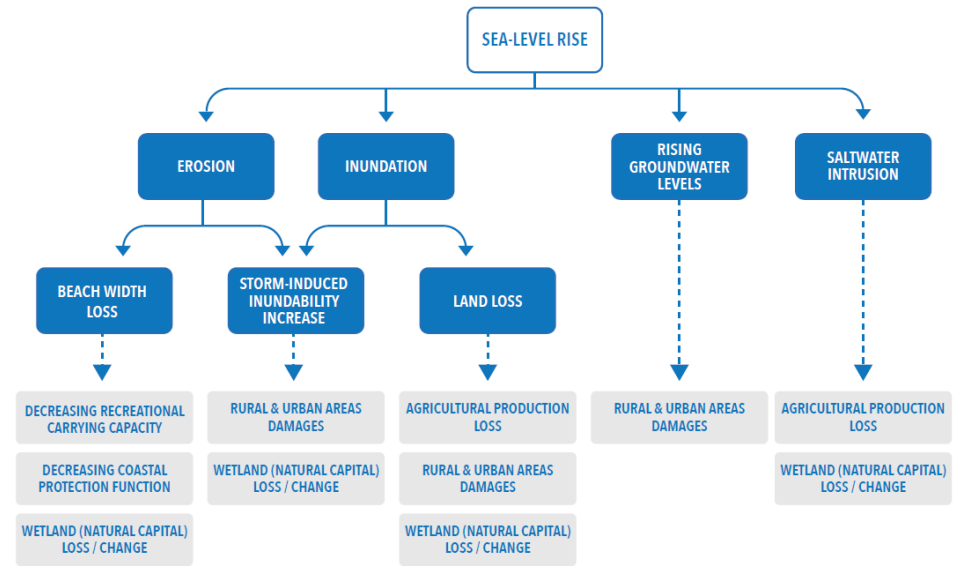 SEA-LEVEL RISE
EROSION
INUNDATION
RISING
GROUNDWATER
LEVELS
SALTWATER
INTRUSION
BEACH WIDTH
LOSS
STORM-INDUCED
INUNDABILITY
INCREASE
LAND LOSS
DECREASING RECREATIONAL
CARRYING CAPACITY
DECREASING COASTAL
PROTECTION FUNCTION
WETLAND (NATURAL CAPITAL)
LOSS / CHANGE
RURAL & URBAN AREAS
DAMAGES
WETLAND (NATURAL CAPITAL)
LOSS / CHANGE
AGRICULTURAL PRODUCTION
LOSS
RURAL & URBAN AREAS
DAMAGES
WETLAND (NATURAL CAPITAL)
LOSS / CHANGE
RURAL & URBAN AREAS
DAMAGES
AGRICULTURAL PRODUCTION
LOSS
WETLAND (NATURAL CAPITAL)
LOSS / CHANGE